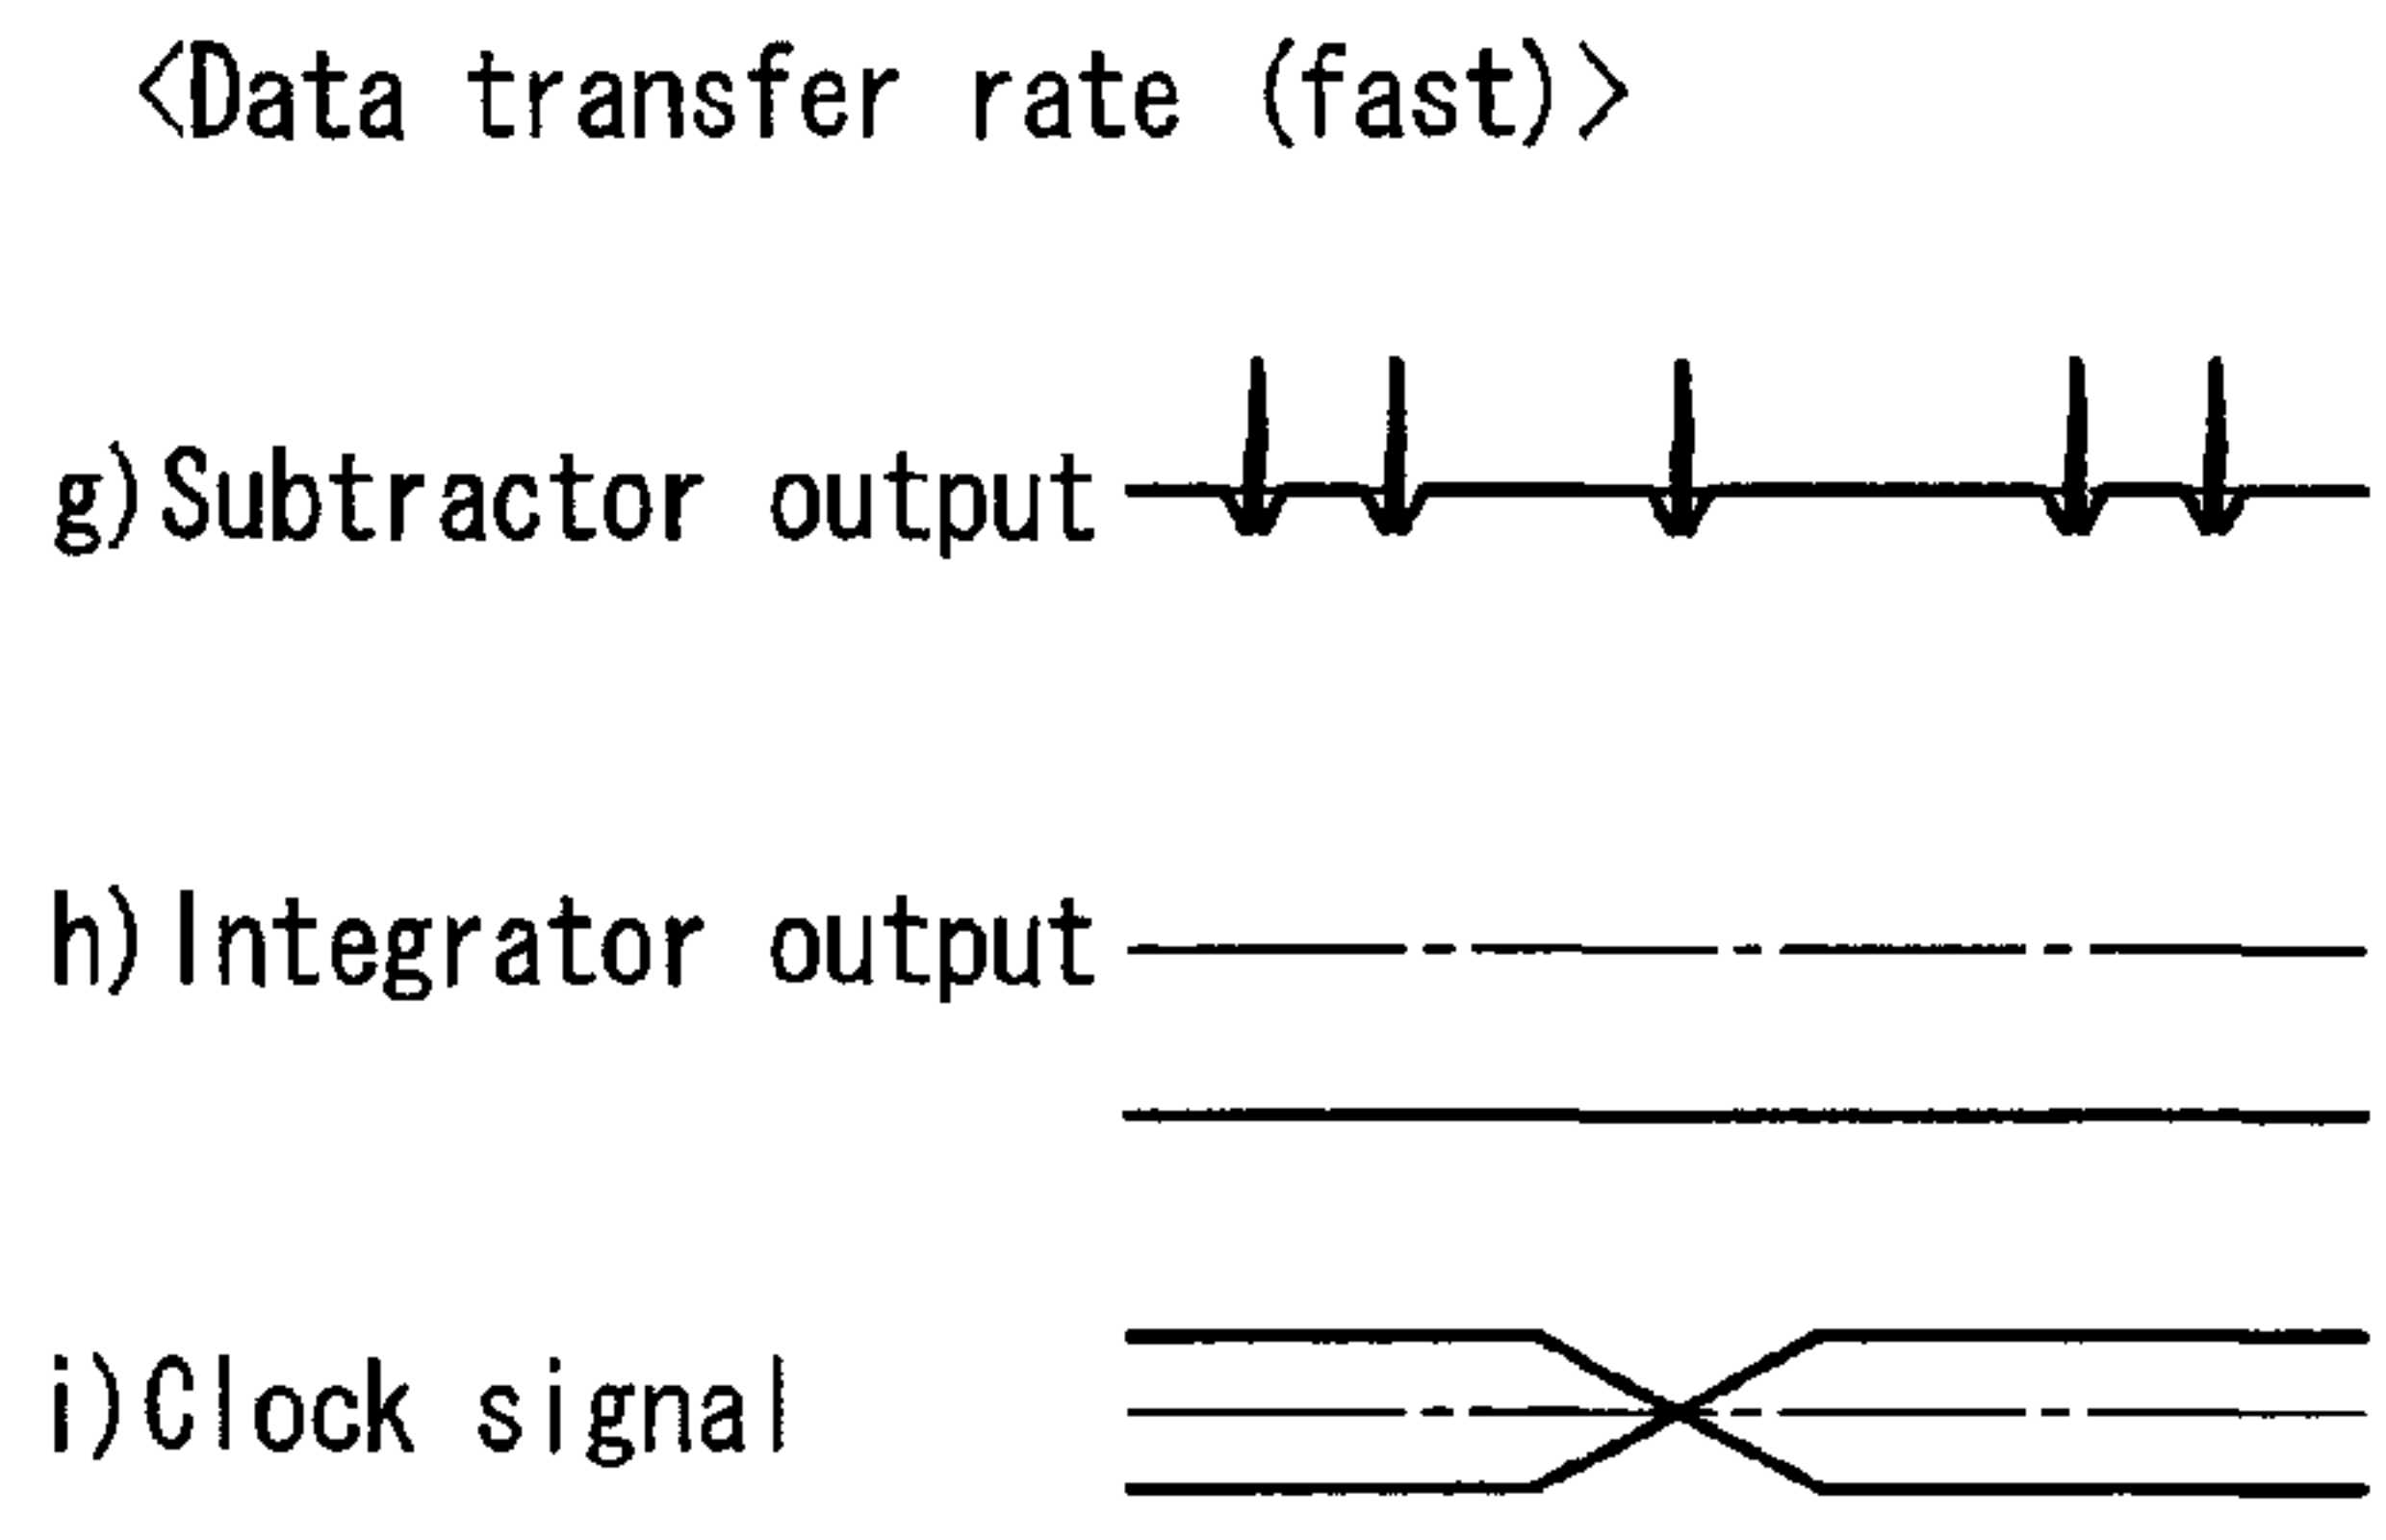 <Data transfer rate (fast)>
g)Subtractor output
h)Integrator output
i)Clock signal